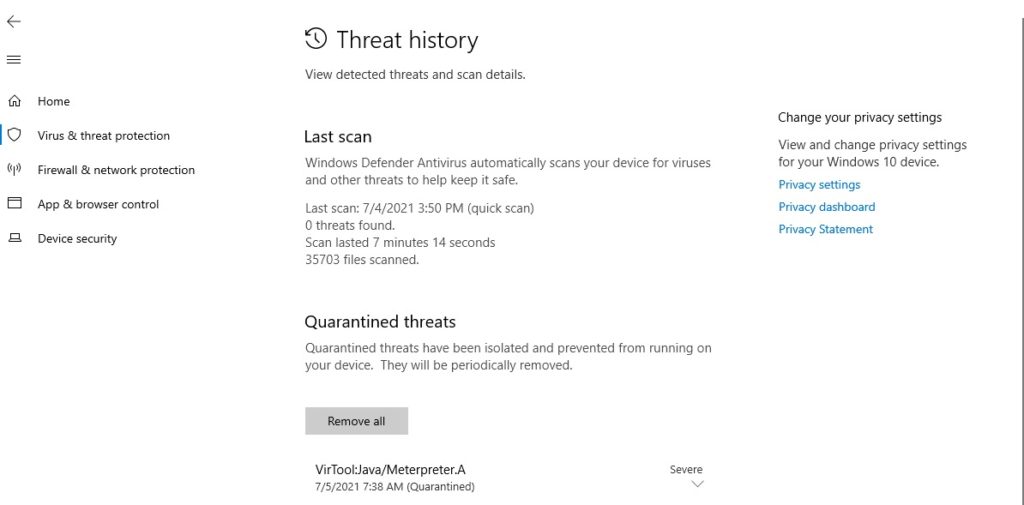 Threat history
View detected threats and scan details.
Home
Virus & threat protection
Firewall & network protection
App & browser control
Device security
Last scan
Windows Defender Antivirus automatically scans your device for viruses
and other threats to help keep it safe.
Last scan: 7/4/2021 3:50 PM (quick scan)
0 threats found.
Scan lasted 7 minutes 14 seconds
35703 files scanned.
Quarantined threats
Quarantined threats have been isolated and prevented from running on
your device. They will be periodically removed.
Remove all
VirTool:Java/Meterpreter.A
Severe
7/5/2021 7:38 AM (Quarantined)
Change your privacy settings
View and change privacy settings
for your Windows 10 device.
Privacy settings
Privacy dashboard
Privacy Statement